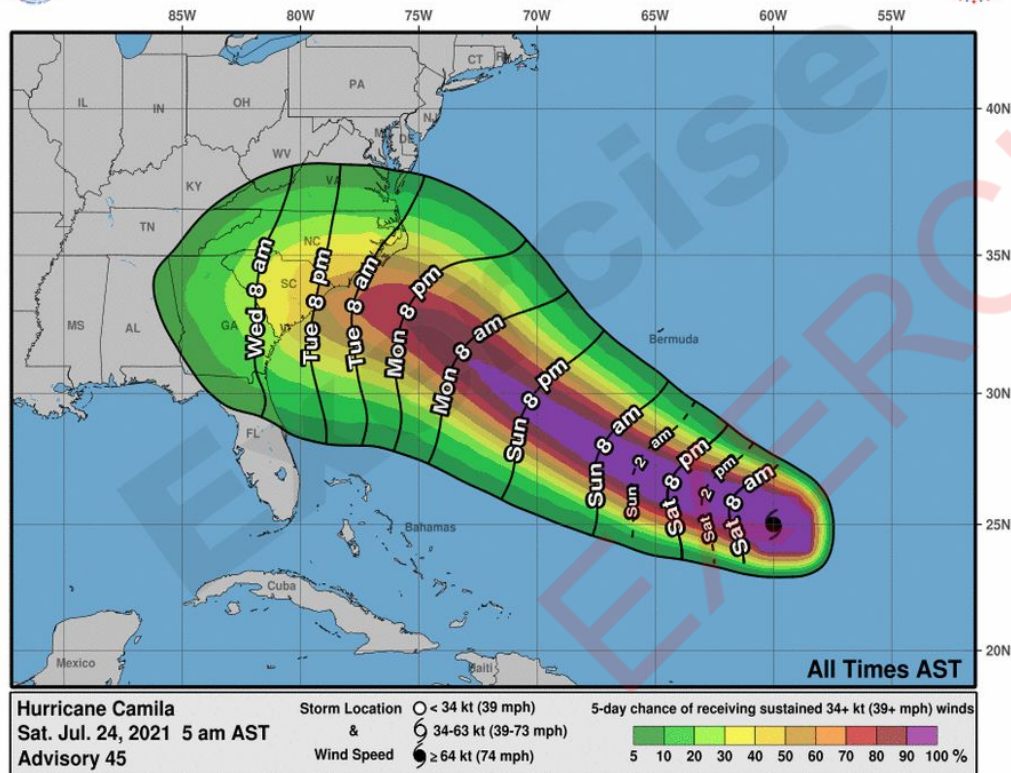 85W 80W 75W 70W 65W 60W 55W
CT
PA
IL IN OH
NJ
40N
DE
WV
VA
KY
TN
NC
35N
SC
MS AL GA
Bermuda
Wed 8 am
Tue 8 pm
Tue 8 am
Mon 8 pm
Mon 8 am
Sun 8 pm
Sun 8 am
Sun 2 am
Sat 8 pm
Sat 2 pm
Sat 8 am
30N
FL
25N
Bahamas
Cuba
Mexico
Haiti
20N
Exercise
EXERC
All Times AST
Hurricane Camila
Sat. Jul. 24, 2021 5 am AST
Advisory 45
Storm Location
&
Wind Speed
< 34 kt (39 mph)
34-63 kt (39-73 mph)
≥ 64 kt (74 mph)
5-day chance of receiving sustained 34+ kt (39+ mph) winds
5 10 20 30 40 50 60 70 80 90 100 %